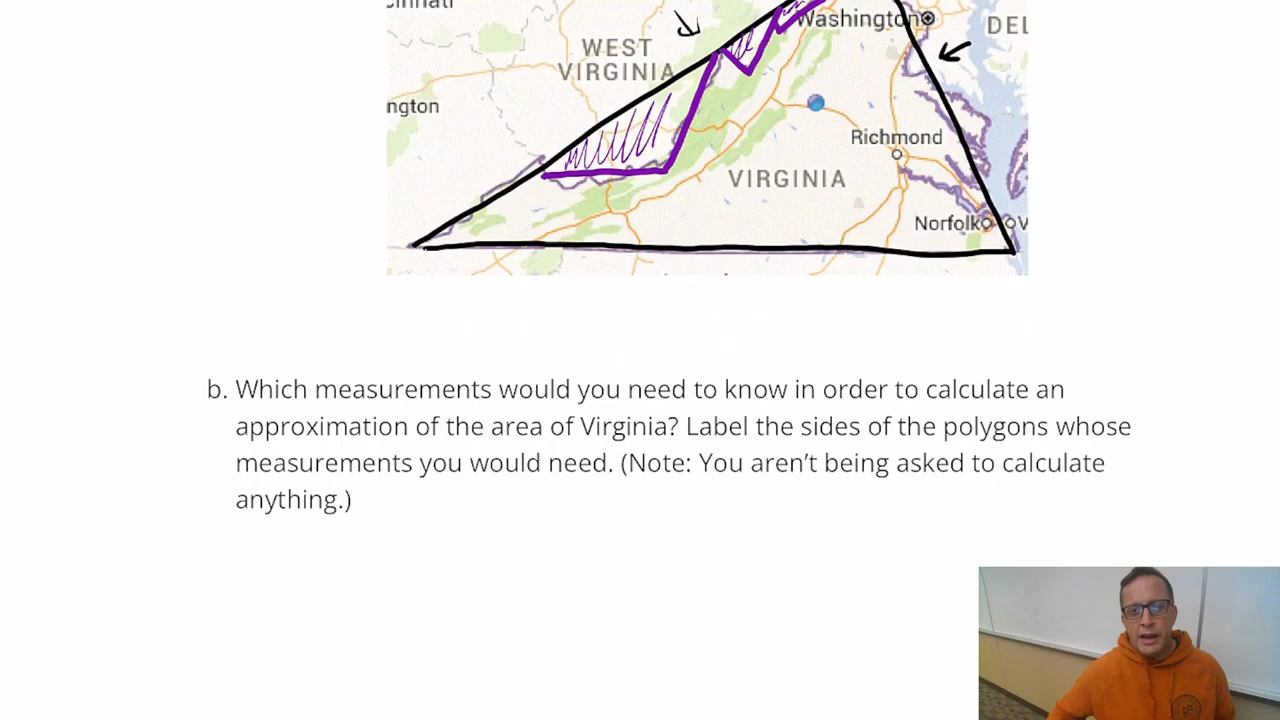 Washington
DEL
WEST
VIRGINIA
ngton
Richmond
VIRGINIA
Norfolk
V
b. Which measurements would you need to know in order to calculate an
approximation of the area of Virginia? Label the sides of the polygons whose
measurements you would need. (Note: You aren’t being asked to calculate
anything.)